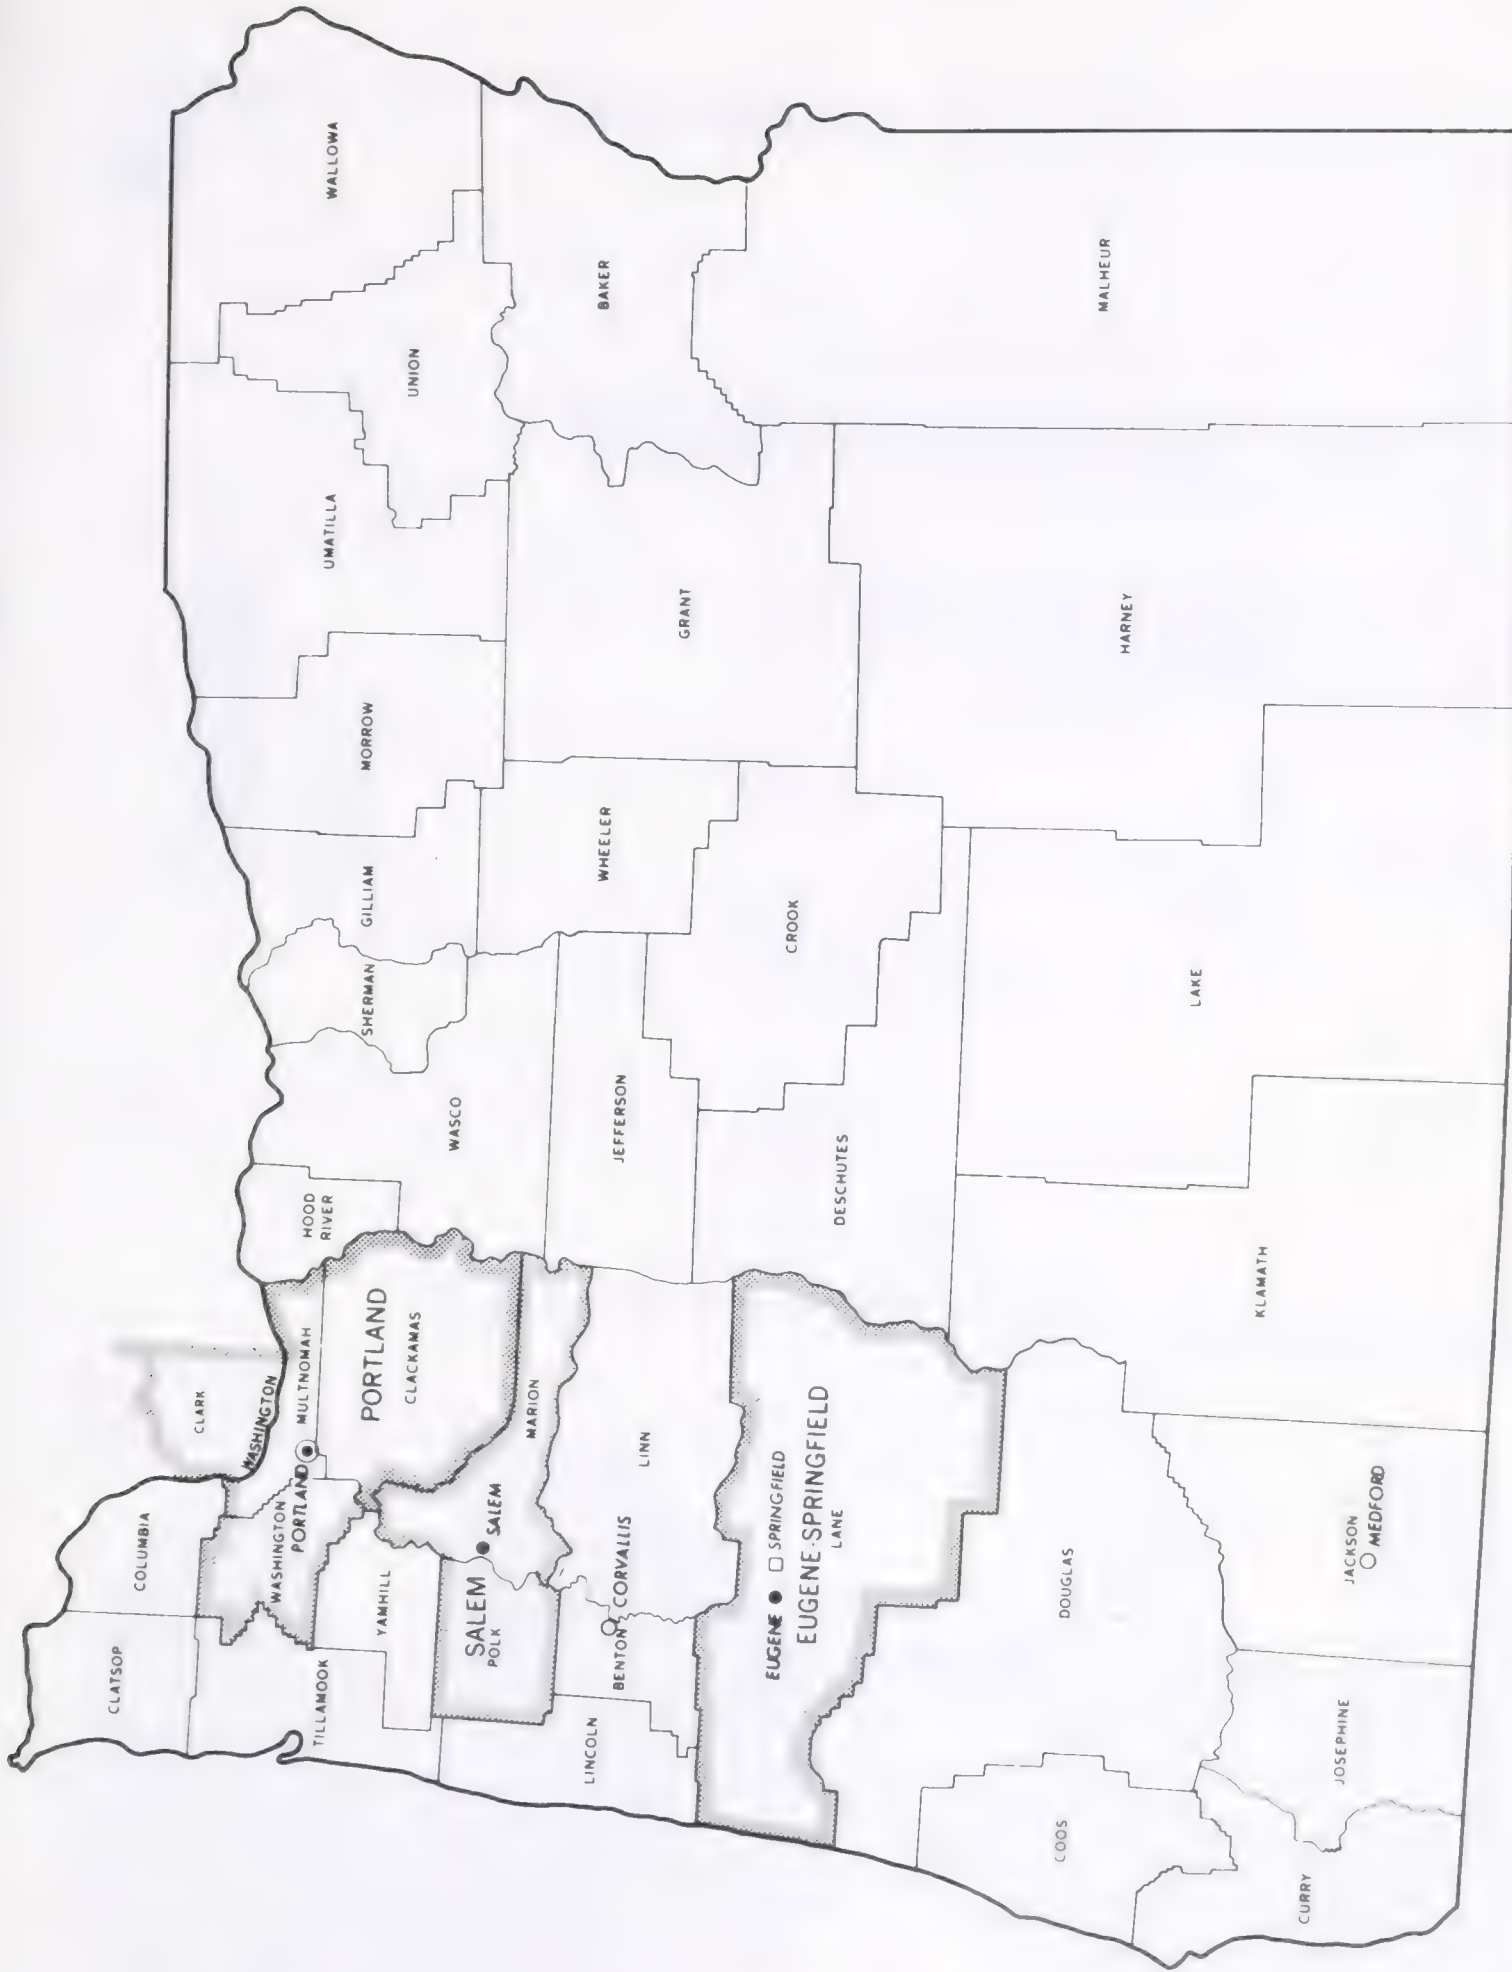 CLATSOP
COLUMBIA
CLARK
WASHINGTON
TILLAMOOK
WASHINGTON
PORTLAND
MULTNOMAH
HOOD
RIVER
YAMHILL
PORTLAND
CLACKAMAS
WASCO
SHERMAN
GILLIAM
MORROW
UMATILLA
UNION
WALLOWA
SALEM
POLK
SALEM
MARION
LINCOLN
BENTON
CORVALLIS
LINN
JEFFERSON
WHEELER
GRANT
BAKER
EUGENE
SPRINGFIELD
EUGENE-SPRINGFIELD
LANE
DESCHUTES
CROOK
COOS
DOUGLAS
KLAMATH
LAKE
HARNEY
MALHEUR
CURRY
JOSEPHINE
JACKSON
MEDFORD